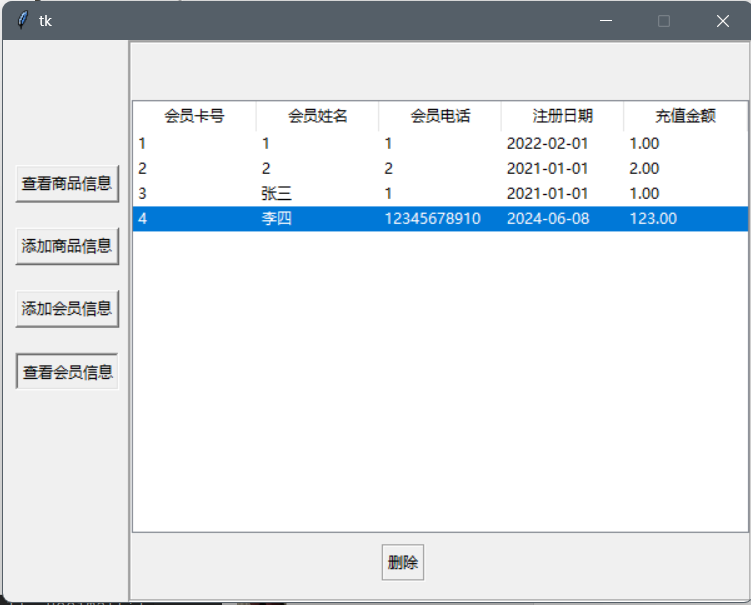 tk
会员卡号 会员姓名 会员电话 注册日期 充值金额
1 1 1 2022-02-01 1.00
2 2 2 2021-01-01 2.00
3 张三 1 2021-01-01 1.00
4 李四 12345678910 2024-06-08 123.00
查看商品信息
添加商品信息
添加会员信息
查看会员信息
删除